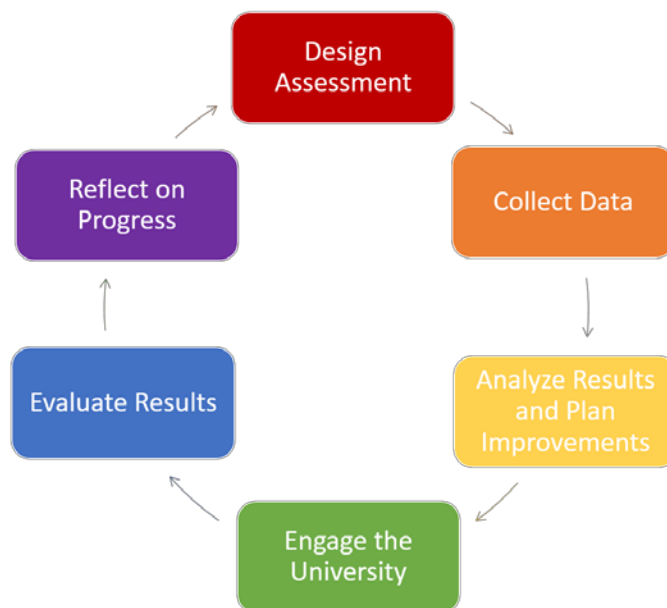 Design
Assessment
Collect Data
Analyze Results
and Plan
Improvements
Engage the
University
Evaluate Results
Reflect on
Progress